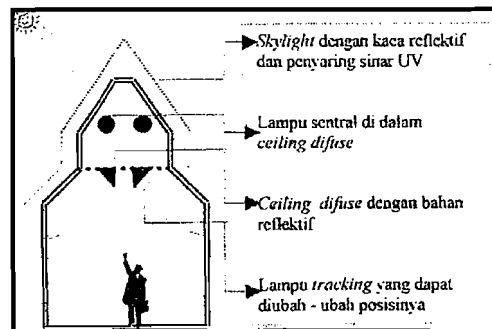 Skylight dengan kaca reflektif
dan penyaring sinar UV
Lampu sentral di dalam
ceiling difuse
Ceiling difuse dengan bahan
reflektif
Lampu tracking yang dapat
diubah - ubah posisinya